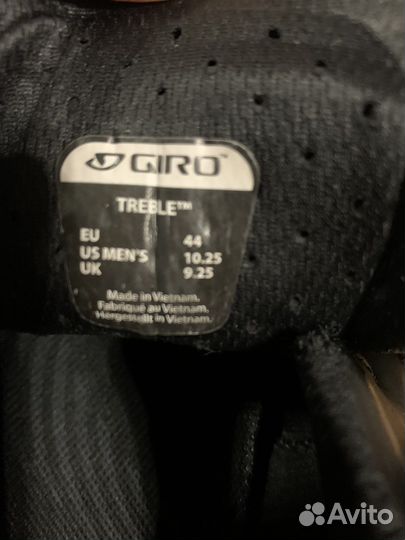 GIRO™
TREBLE™
EU 44
US MEN'S 10.25
UK 9.25
Made in Vietnam.
Fabriqué au Vietnam.
Hergestellt in Vietnam.
Avito